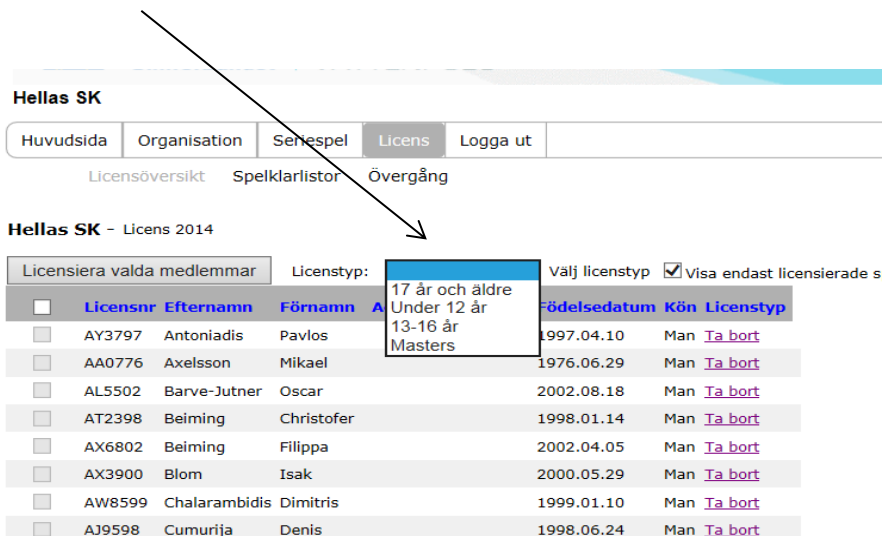 Hellas SK
Huvudsida Organisation Seriespel Licens Logga ut
Licensöversikt Spelklarlistor Övergång
Hellas SK - Licens 2014
Licensiera valda medlemmar Licenstyp: Välj licenstyp Visa endast licensierade s
17 år och äldre
Under 12 år
13-16 år
Masters
Licensnr Efternamn Förnamn Födelsedatum Kön Licenstyp
AY3797 Antoniadis Pavlos 1997.04.10 Man Ta bort
AA0776 Axelsson Mikael 1976.06.29 Man Ta bort
AL5502 Barve-Jutner Oscar 2002.08.18 Man Ta bort
AT2398 Beiming Christofer 1998.01.14 Man Ta bort
AX6802 Beiming Filippa 2002.04.05 Man Ta bort
AX3900 Blom Isak 2000.05.29 Man Ta bort
AW8599 Chalarambidis Dimitris 1999.01.10 Man Ta bort
AJ9598 Cumurija Denis 1998.06.24 Man Ta bort